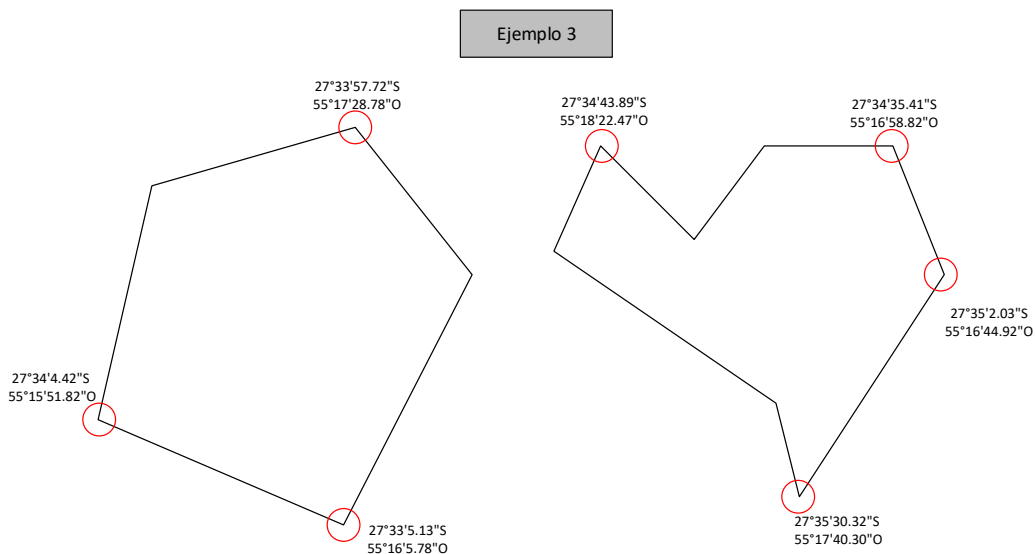 Ejemplo 3
27°33'57.72"S
55°17'28.78"O
27°34'4.42"S
55°15'51.82"O
27°33'5.13"S
55°16'5.78"O
27°34'43.89"S
55°18'22.47"O
27°34'35.41"S
55°16'58.82"O
27°35'2.03"S
55°16'44.92"O
27°35'30.32"S
55°17'40.30"O